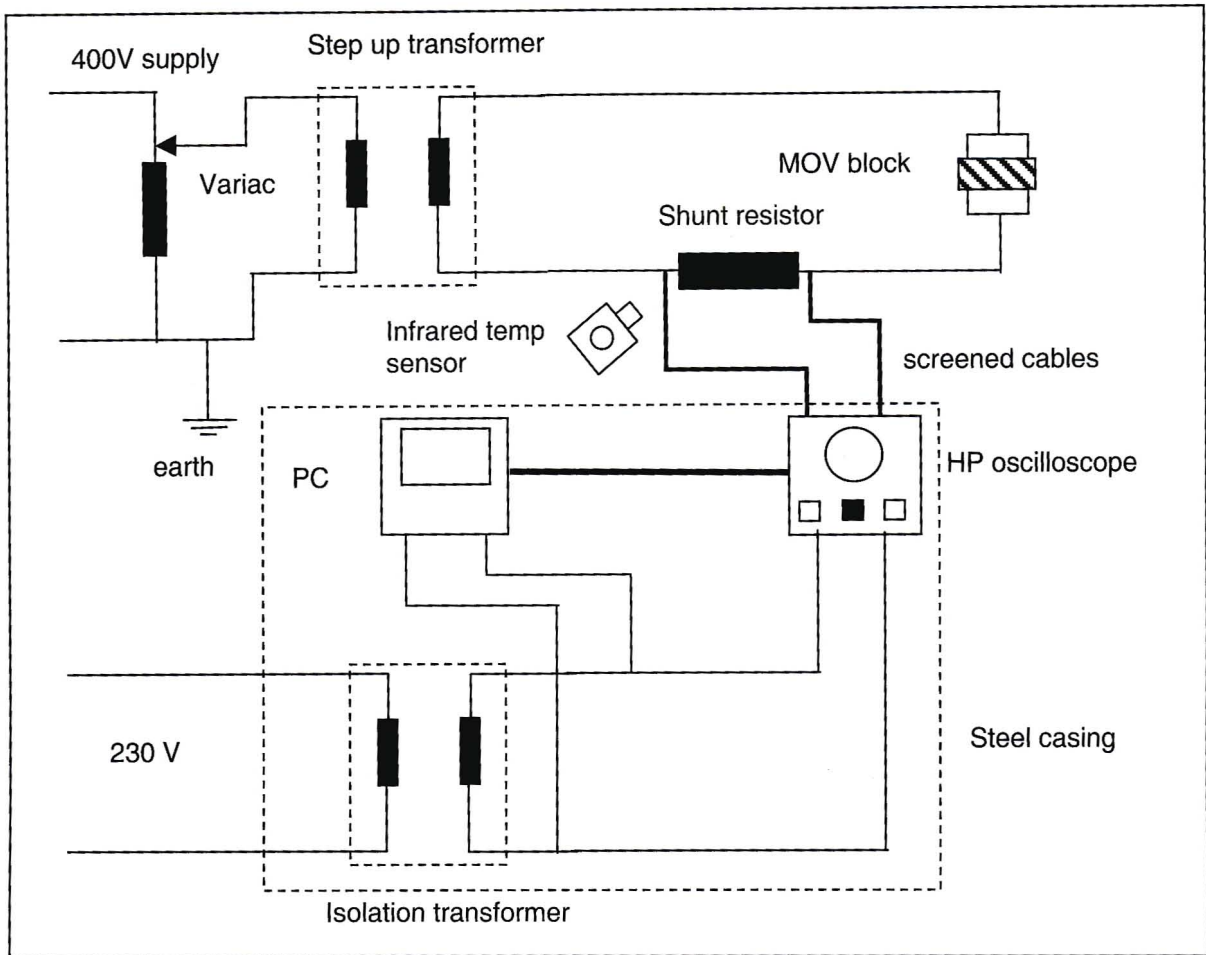 Step up transformer
400V supply
Variac
MOV block
Shunt resistor
Infrared temp
sensor
screened cables
earth
PC
HP oscilloscope
230 V
Steel casing
Isolation transformer